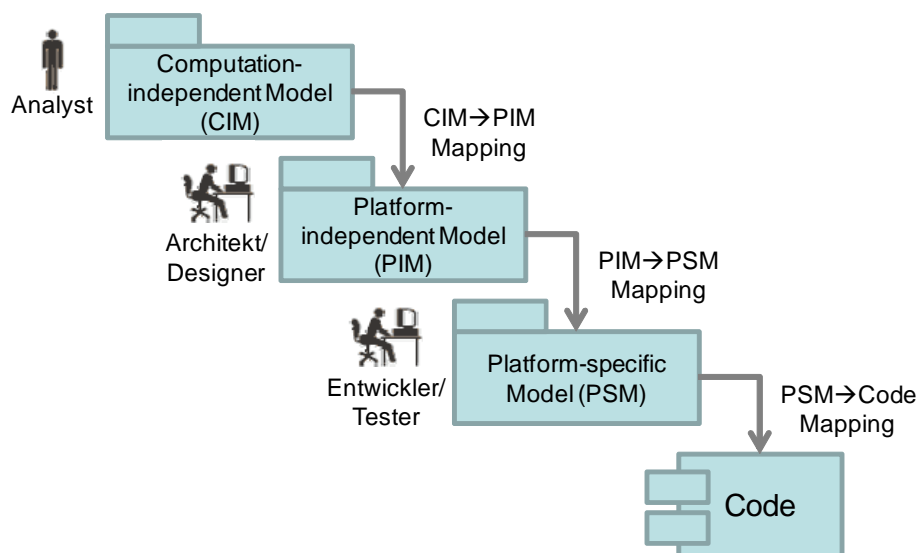 Analyst
Computation-
independent Model
(CIM)
CIM→PIM
Mapping
Architekt/
Designer
Platform-
independent Model
(PIM)
PIM→PSM
Mapping
Entwickler/
Tester
Platform-specific
Model (PSM)
PSM→Code
Mapping
Code